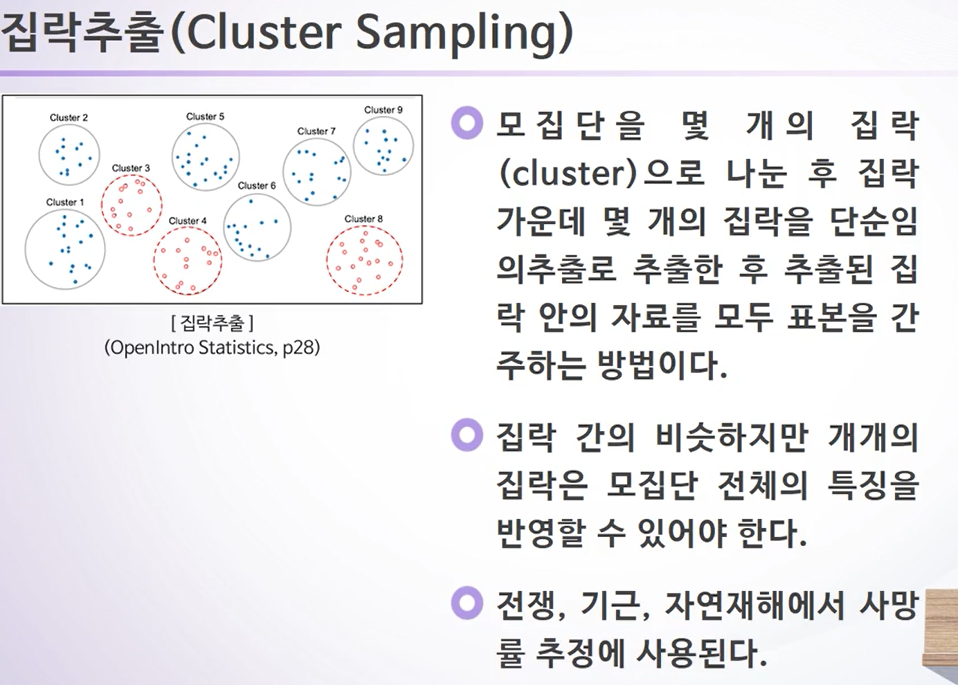 집락추출(Cluster Sampling)
Cluster 9
Cluster 2
Cluster 5
Cluster 7
Cluster 3
Cluster 6
Cluster 1
Cluster 4
Cluster 8
[ 집락추출 ]
(OpenIntro Statistics, p28)
모집단을 몇 개의 집락
(cluster)으로 나눈 후 집락
가운데 몇 개의 집락을 단순임
의추출로 추출한 후 추출된 집
락 안의 자료를 모두 표본을 간
주하는 방법이다.
집락 간의 비슷하지만 개개의
집락은 모집단 전체의 특징을
반영할 수 있어야 한다.
전쟁, 기근, 자연재해에서 사망
률 추정에 사용된다.